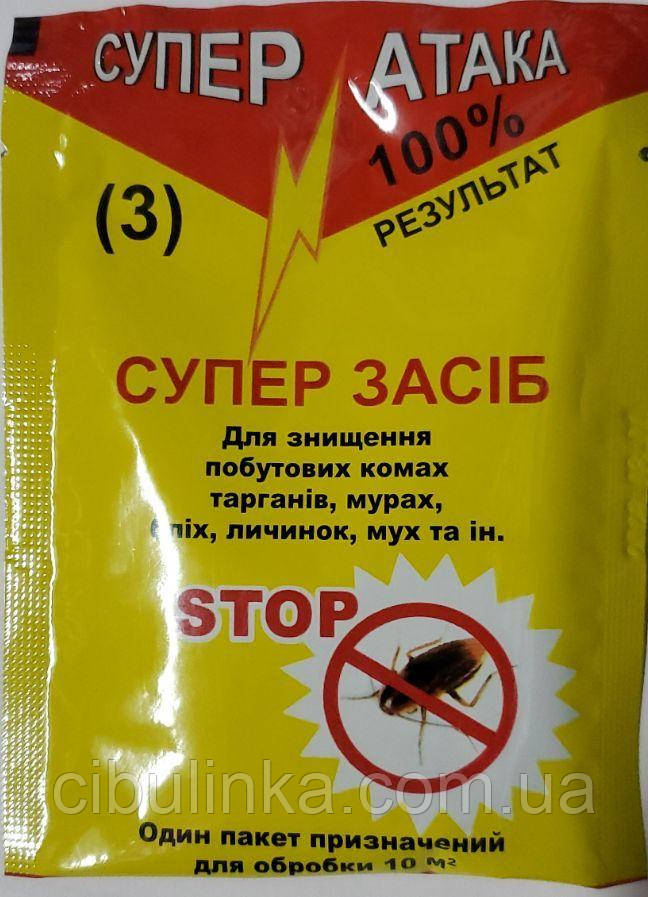 СУПЕР АТАКА
100%
РЕЗУЛЬТАТ
(3)
СУПЕР ЗАСІБ
Для знищення
побутових комах
тарганів, мурах,
бліх, личинок, мух та ін.
STOP
cibulinka.com.ua
Один пакет призначений
для обробки 10 м²